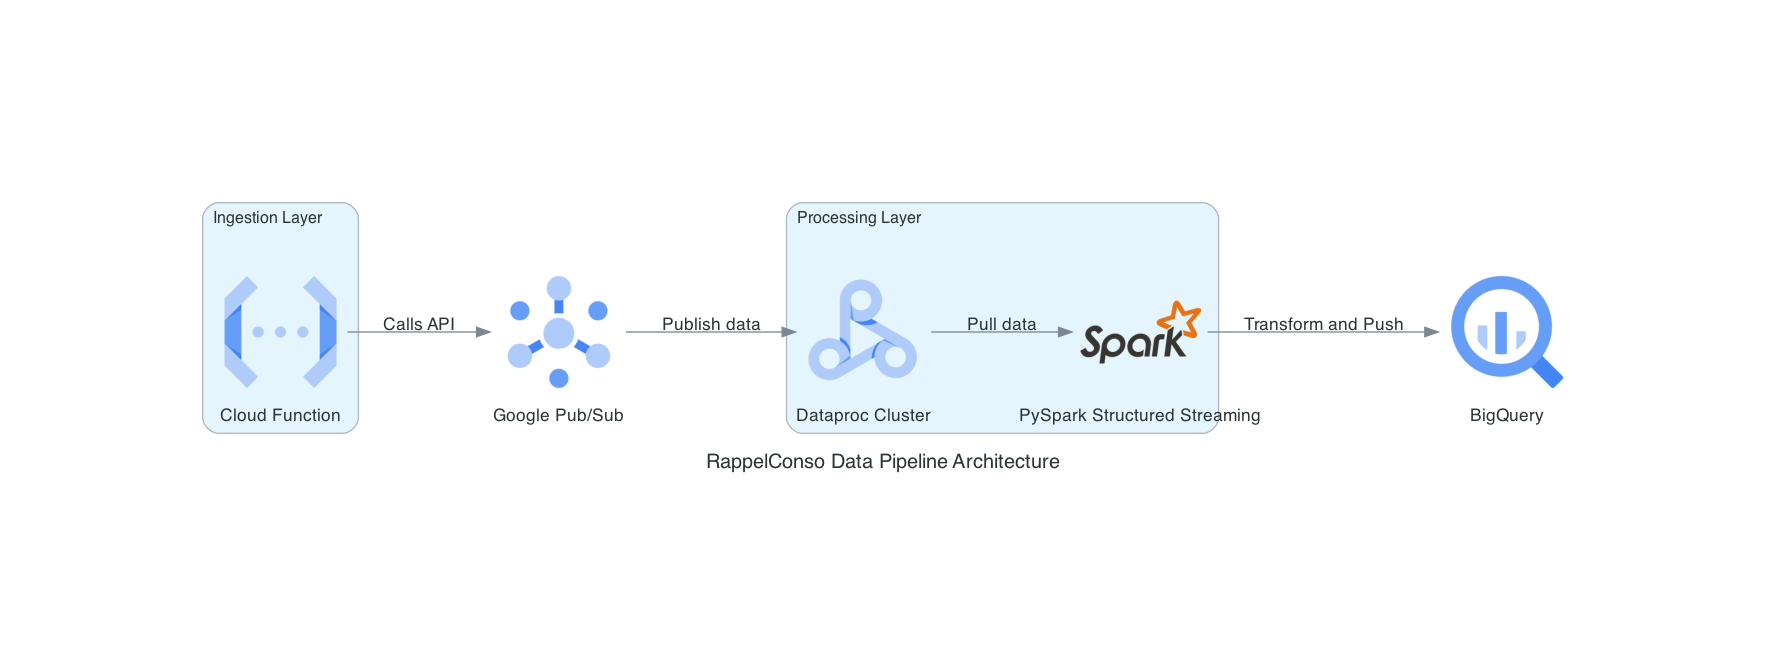 Ingestion Layer
Processing Layer
Calls API
Publish data
Pull data
Spark
Transform and Push
Cloud Function
Google Pub/Sub
Dataproc Cluster
PySpark Structured Streaming
BigQuery
RappelConso Data Pipeline Architecture